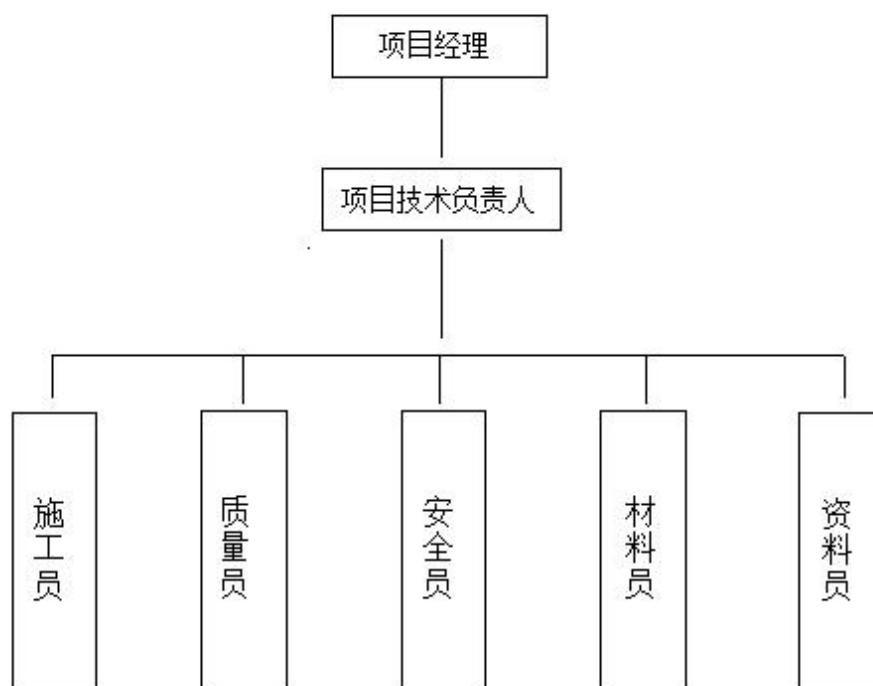 项目经理
项目技术负责人
施工员
质量员
安全员
材料员
资料员